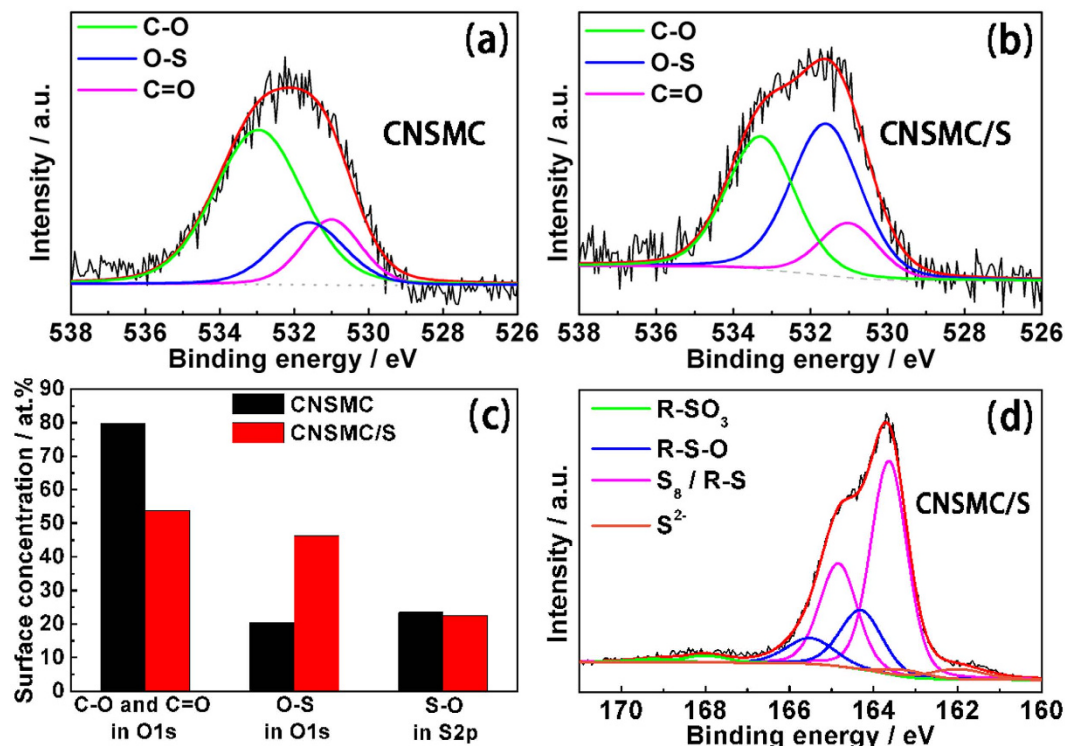 (a)
C-O
O-S
C=O
CNSMC
Intensity / a.u.
538 536 534 532 530 528 526
Binding energy / eV
(b)
C-O
O-S
C=O
CNSMC/S
Intensity / a.u.
538 536 534 532 530 528 526
Binding energy / eV
(c)
CNSMC
CNSMC/S
Surface concentration / at.%
90
80
70
60
50
40
30
20
10
0
C-O and C=O O-S S-O
in O1s in O1s in S2p
(d)
R-SO₃
R-S-O
S₈ / R-S
S²⁻
CNSMC/S
Intensity / a.u.
170 168 166 164 162 160
Binding energy / eV